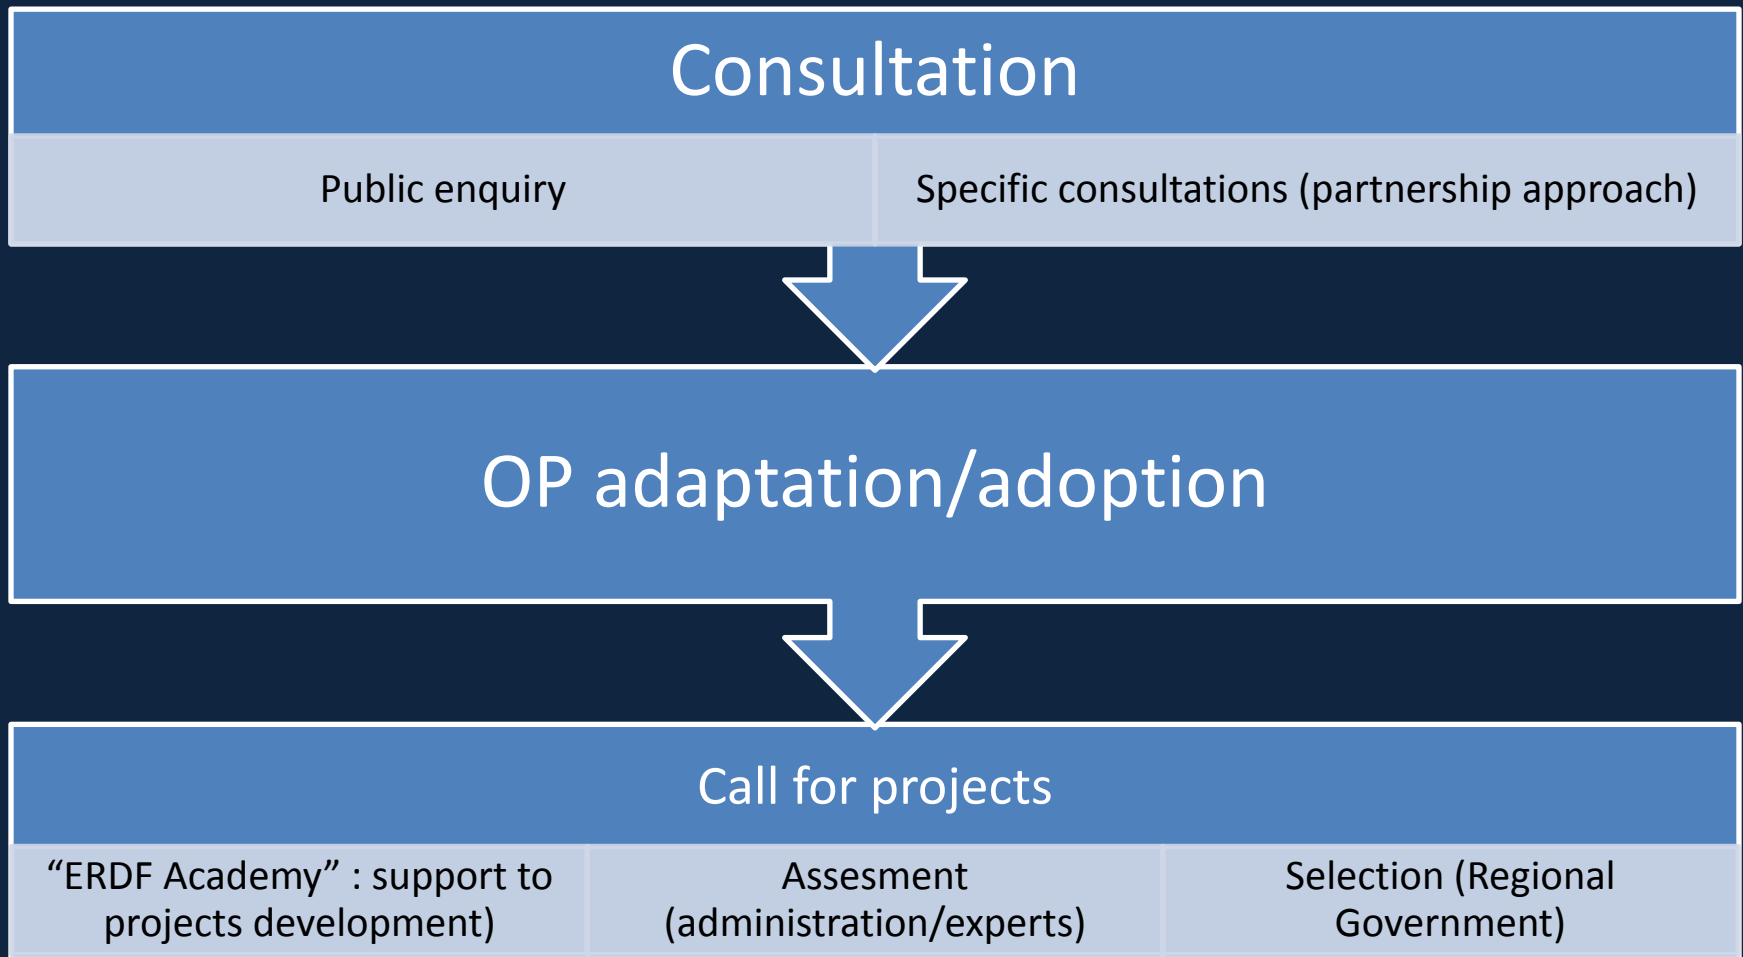 Consultation
Public enquiry
Specific consultations (partnership approach)
OP adaptation/adoption
Call for projects
“ERDF Academy” : support to
projects development)
Assesment
(administration/experts)
Selection (Regional
Government)